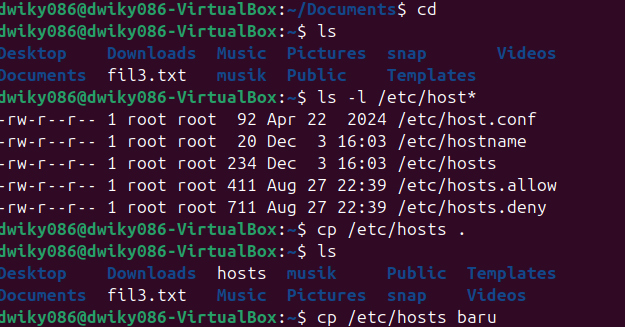 dwiky086@dwiky086-VirtualBox:~/Documents$ cd
dwiky086@dwiky086-VirtualBox:~$ ls
Desktop    Downloads  Music  Pictures  snap       Videos
Documents  fil3.txt   musik  Public    Templates
dwiky086@dwiky086-VirtualBox:~$ ls -l /etc/host*
-rw-r--r-- 1 root root  92 Apr 22  2024 /etc/host.conf
-rw-r--r-- 1 root root  20 Dec  3 16:03 /etc/hostname
-rw-r--r-- 1 root root 234 Dec  3 16:03 /etc/hosts
-rw-r--r-- 1 root root 411 Aug 27 22:39 /etc/hosts.allow
-rw-r--r-- 1 root root 711 Aug 27 22:39 /etc/hosts.deny
dwiky086@dwiky086-VirtualBox:~$ cp /etc/hosts .
dwiky086@dwiky086-VirtualBox:~$ ls
Desktop    Downloads  hosts  musik     Public  Templates
Documents  fil3.txt   Music  Pictures  snap    Videos
dwiky086@dwiky086-VirtualBox:~$ cp /etc/hosts baru